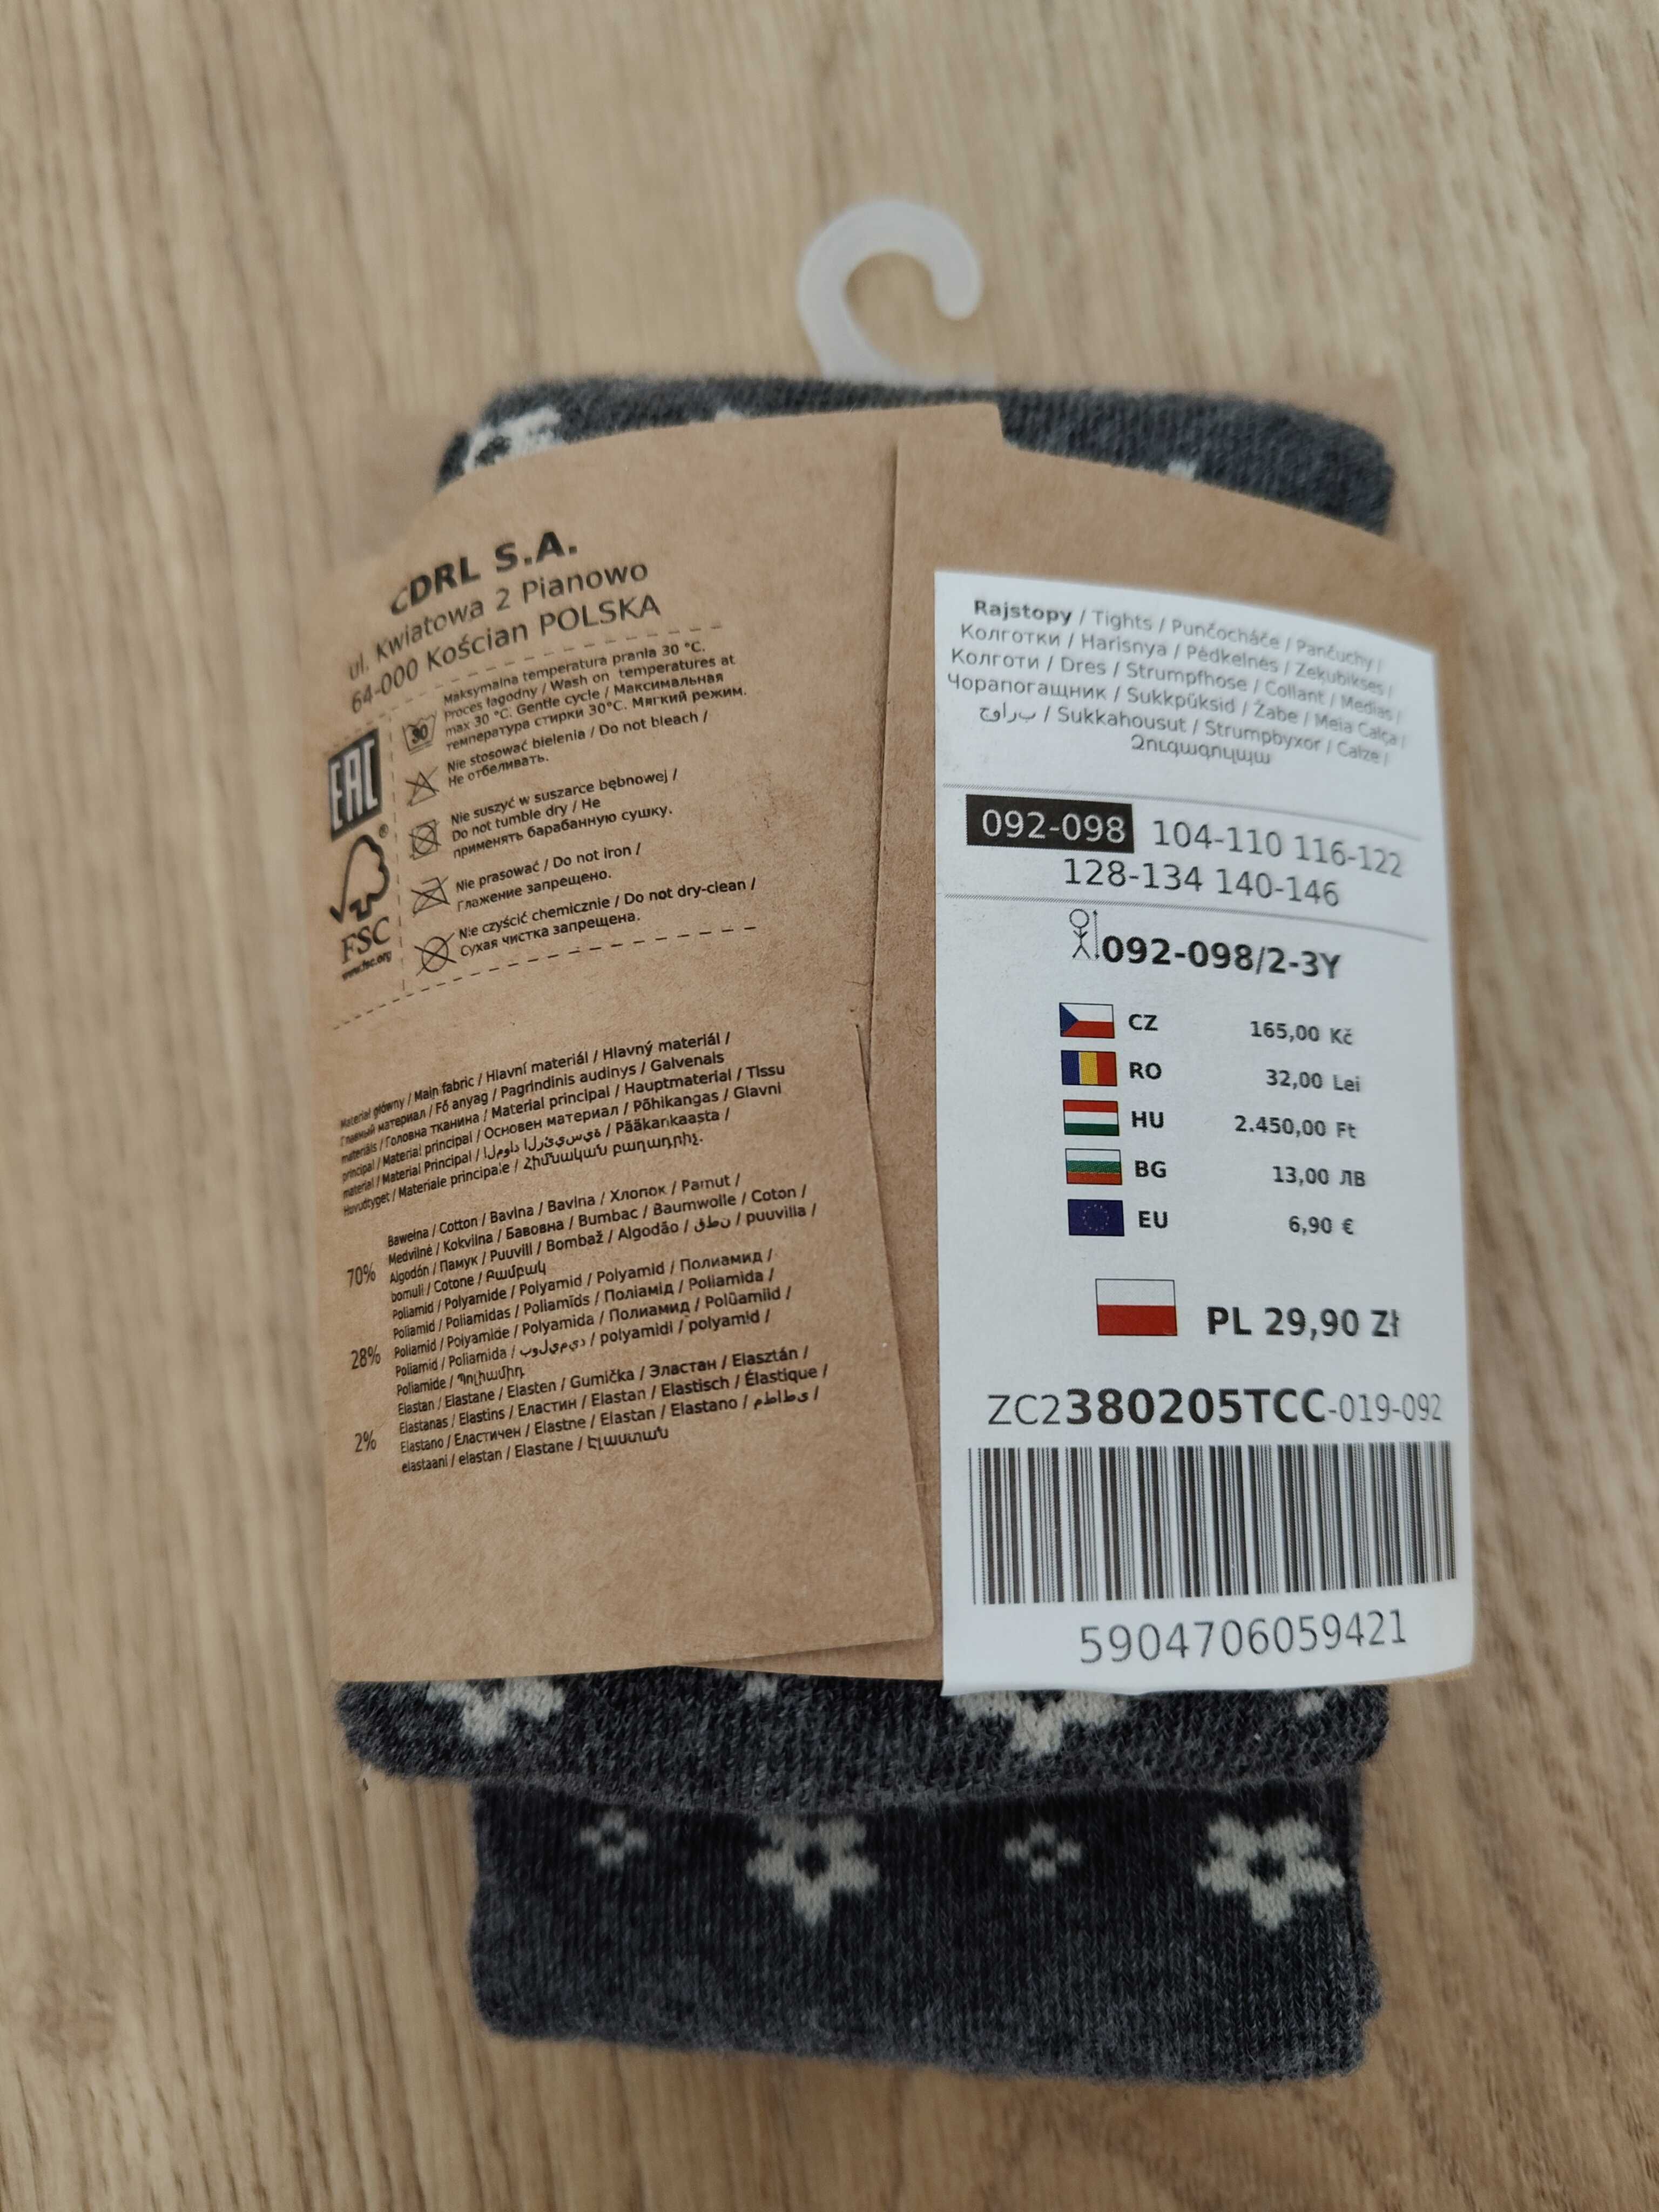 CDRL S.A.
ul. Kwiatowa 2 Pianowo
64-000 Kościan POLSKA
EAC
30
Maksymalna temperatura prania 30 °C.
Proces łagodny / Wash on temperatures at
max 30 °C. Gentle cycle / Максимальная
температура стирки 30°C. Мягкий режим.
Nie stosować bielenia / Do not bleach /
Не отбеливать.
Nie suszyć w suszarce bębnowej /
Do not tumble dry / Не
применять барабанную сушку.
Nie prasować / Do not iron /
Глажение запрещено.
Nie czyścić chemicznie / Do not dry-clean /
Сухая чистка запрещена.
®
FSC
www.fsc.org
Materiał główny / Main fabric / Hlavní materiál / Hlavný materiál /
Главный материал / Fő anyag / Pagrindinis audinys / Galvenais
materiāls / Головна тканина / Material principal / Hauptmaterial / Tissu
principal / Material principal / Основен материал / Põhikangas / Glavni
material / Material Principal / المواد الرئيسية / Pääkankaasta /
Huvudtyget / Materiale principale / Հիմնական բաղադրիչ.
70%
Bawełna / Cotton / Bavlna / Bavlna / Хлопок / Pamut /
Medvilnė / Kokvilna / Бавовна / Bumbac / Baumwolle / Coton /
Algodón / Памук / Puuvill / Bombaž / Algodão / قطن / puuvilla /
bomull / Cotone / Բամբակ
28%
Poliamid / Polyamide / Polyamid / Polyamid / Полиамид /
Poliamid / Poliamidas / Poliamīds / Поліамід / Poliamida /
Poliamid / Polyamide / Polyamida / Полиамид / Polüamiid /
Poliamid / Poliamida / بوليميد / polyamidi / polyamid /
Poliamide / Պոլիամիդ
2%
Elastan / Elastane / Elasten / Gumička / Эластан / Elasztán /
Elastanas / Elastīns / Еластин / Elastan / Elastisch / Élastique /
Elastano / Еластичен / Elastne / Elastan / Elastano / مطاطي /
elastaani / elastan / Elastane / Էլաստան
Rajstopy / Tights / Punčocháče / Pančuchy /
Колготки / Harisnya / Pėdkelnės / Zeķubikses /
Колготи / Dres / Strumpfhose / Collant / Medias /
Чорапогащник / Sukkpüksid / Žabe / Meia Calça /
جوارب / Sukkahousut / Strumpbyxor / Calze /
Զուգագուլպա
092-098 104-110 116-122
128-134 140-146
092-098/2-3Y
CZ 165,00 Kč
RO 32,00 Lei
HU 2.450,00 Ft
BG 13,00 ЛВ
EU 6,90 €
PL 29,90 Zł
ZC2380205TCC-019-092
5904706059421